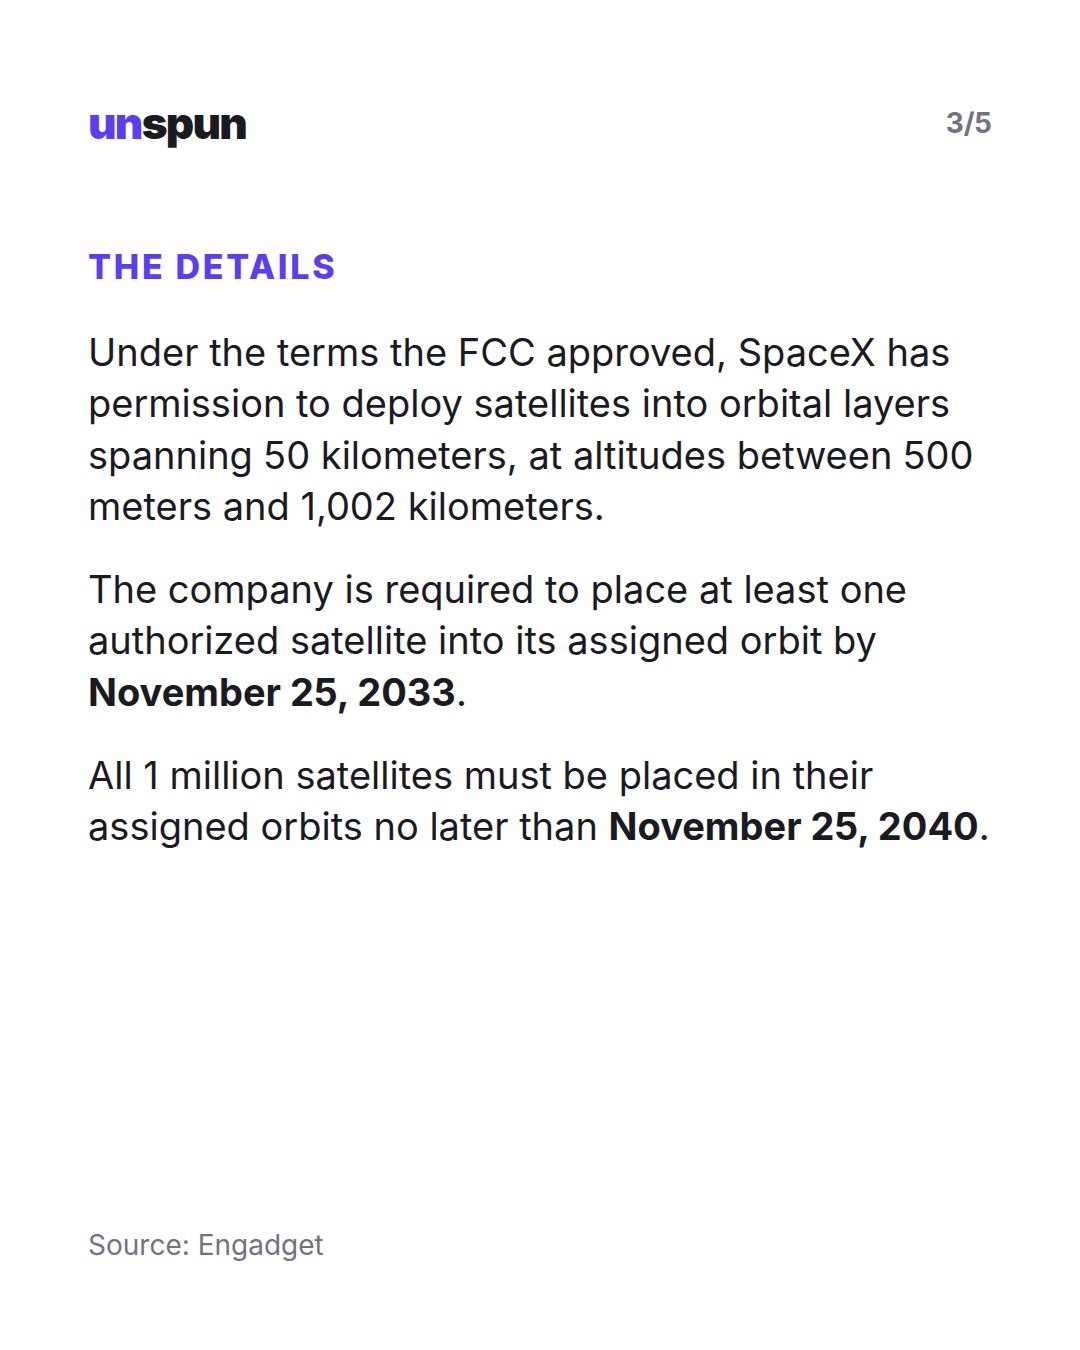 unspun
3/5
THE DETAILS
Under the terms the FCC approved, SpaceX has
permission to deploy satellites into orbital layers
spanning 50 kilometers, at altitudes between 500
meters and 1,002 kilometers.
The company is required to place at least one
authorized satellite into its assigned orbit by
November 25, 2033.
All 1 million satellites must be placed in their
assigned orbits no later than November 25, 2040.
Source: Engadget